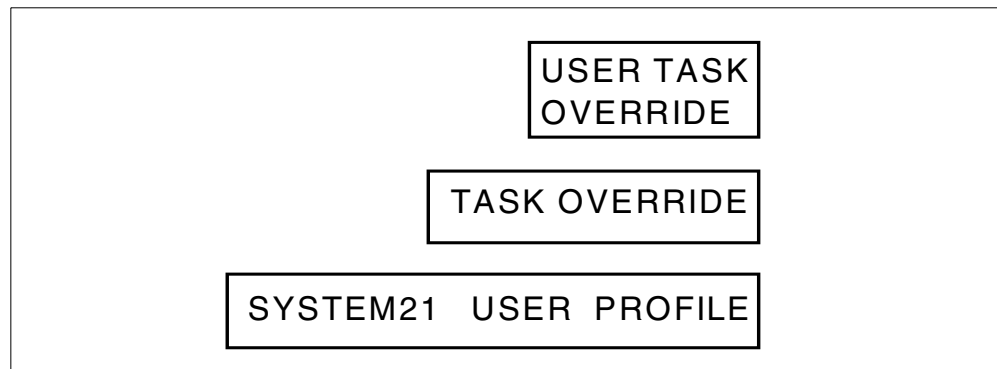 USER TASK
OVERRIDE
TASK OVERRIDE
SYSTEM21 USER PROFILE